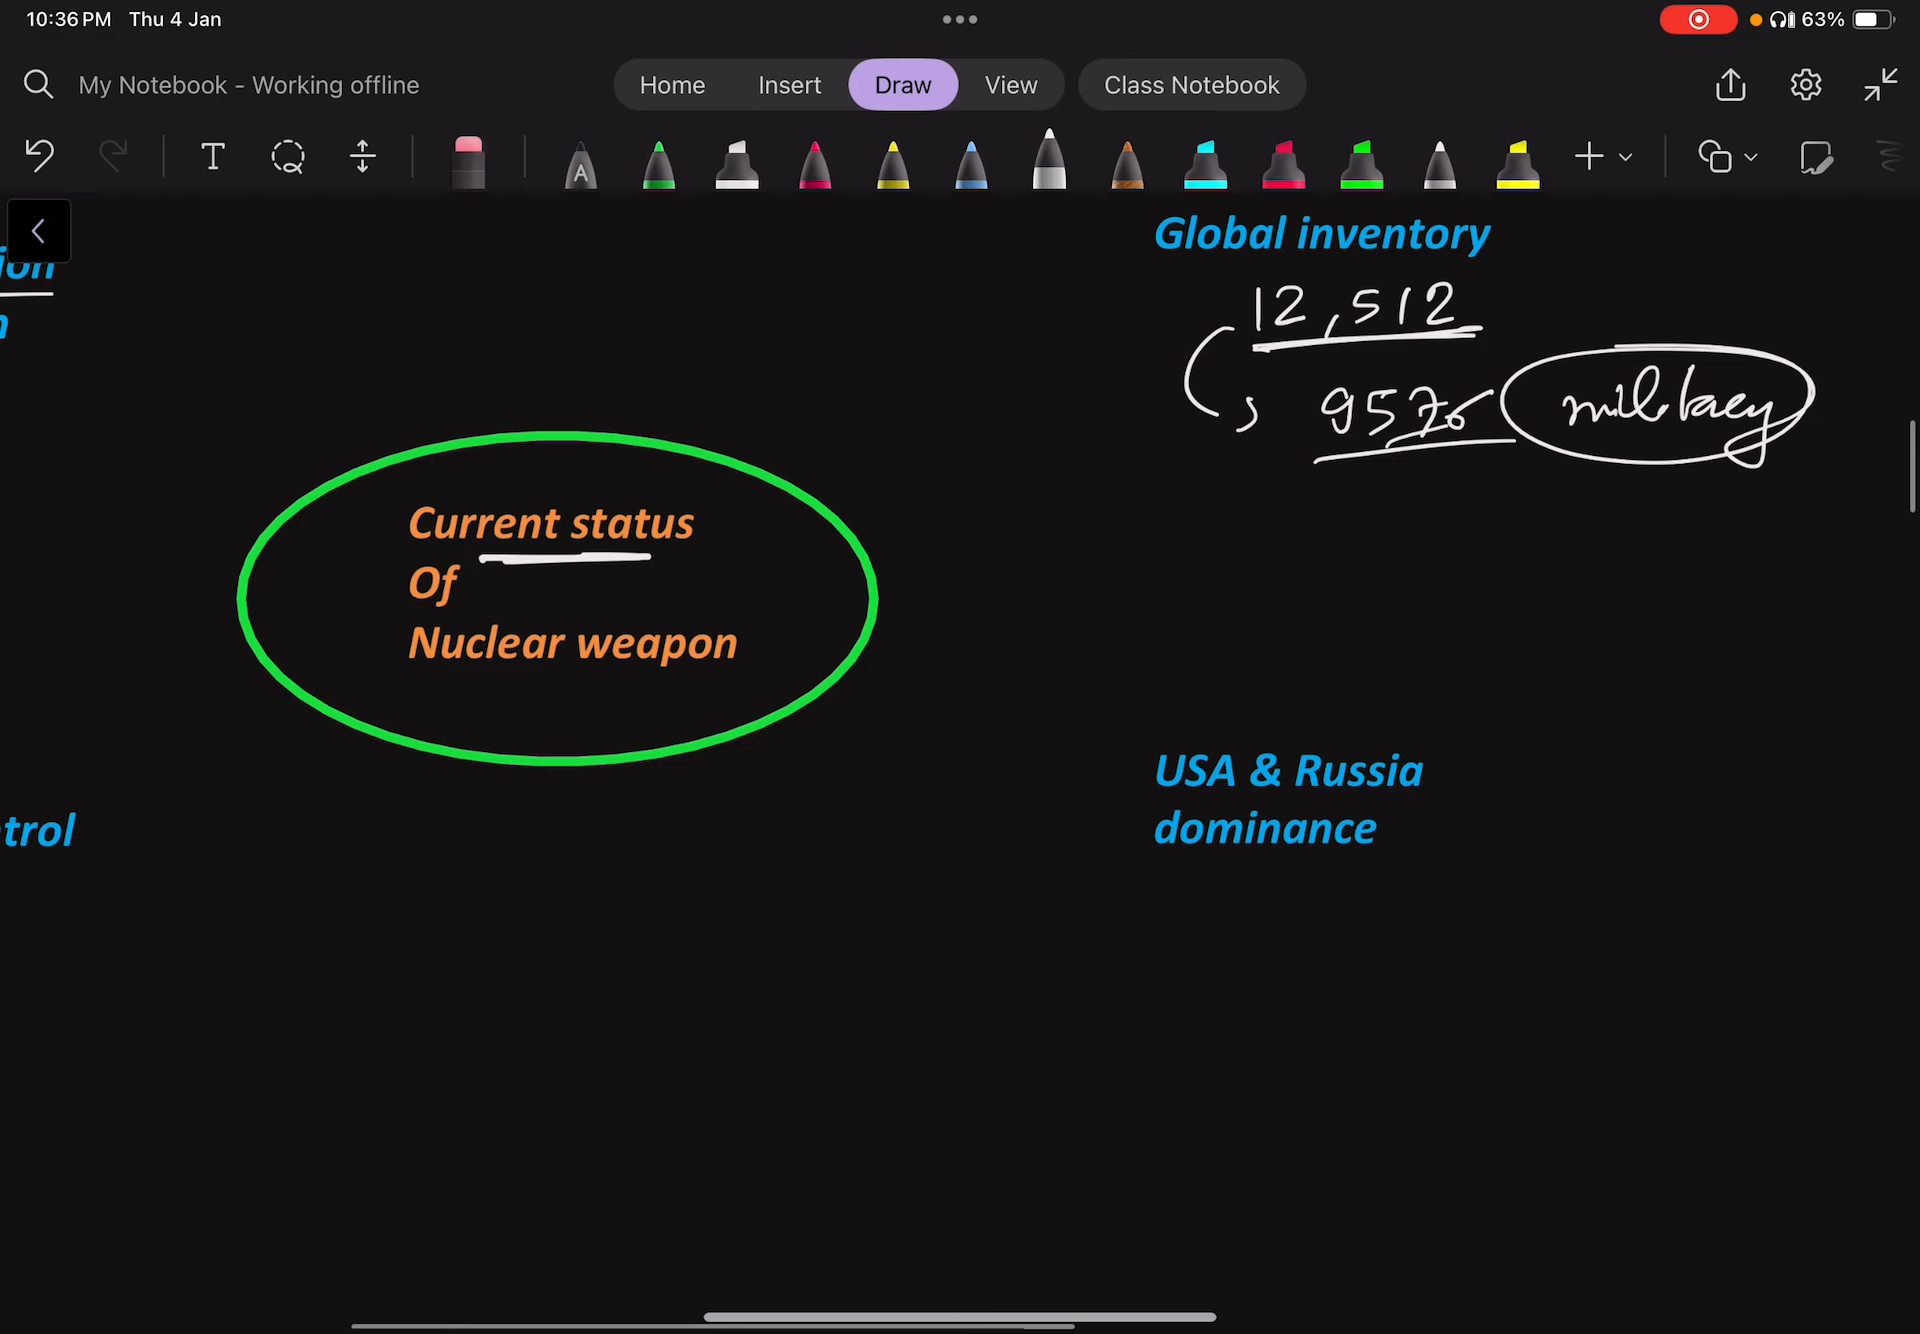 10:36 PM Thu 4 Jan
63%
My Notebook - Working offline
Home Insert Draw View Class Notebook
T
A
ion
n
Global inventory
12,512
9576 military
Current status
Of
Nuclear weapon
USA & Russia
dominance
trol